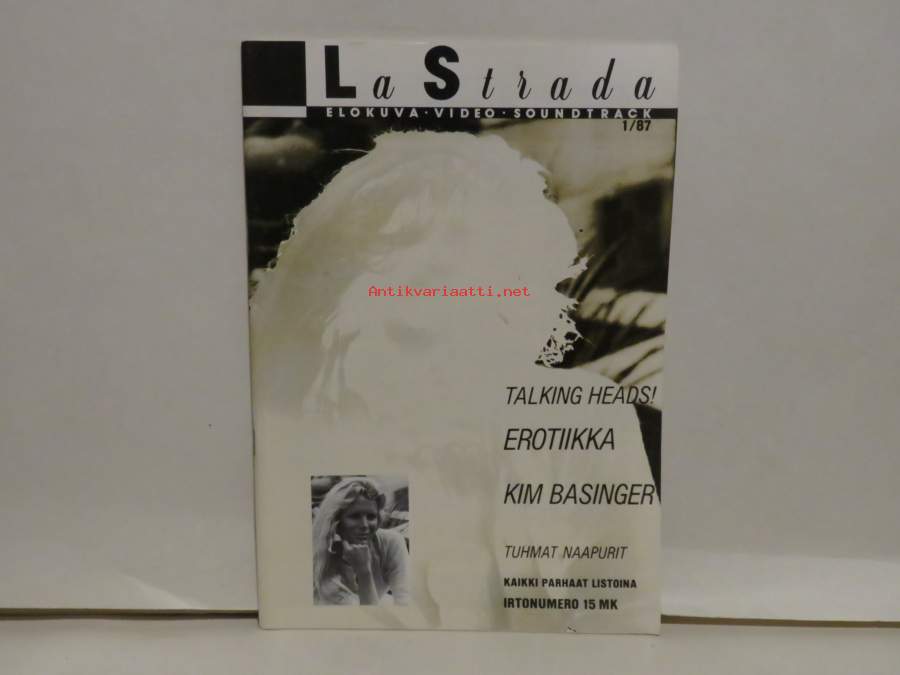 La Strada
ELOKUVA · VIDEO · SOUNDTRACK
1/87
Antikvariaatti.net
TALKING HEADS!
EROTIIKKA
KIM BASINGER
TUHMAT NAAPURIT
KAIKKI PARHAAT LISTOINA
IRTONUMERO 15 MK